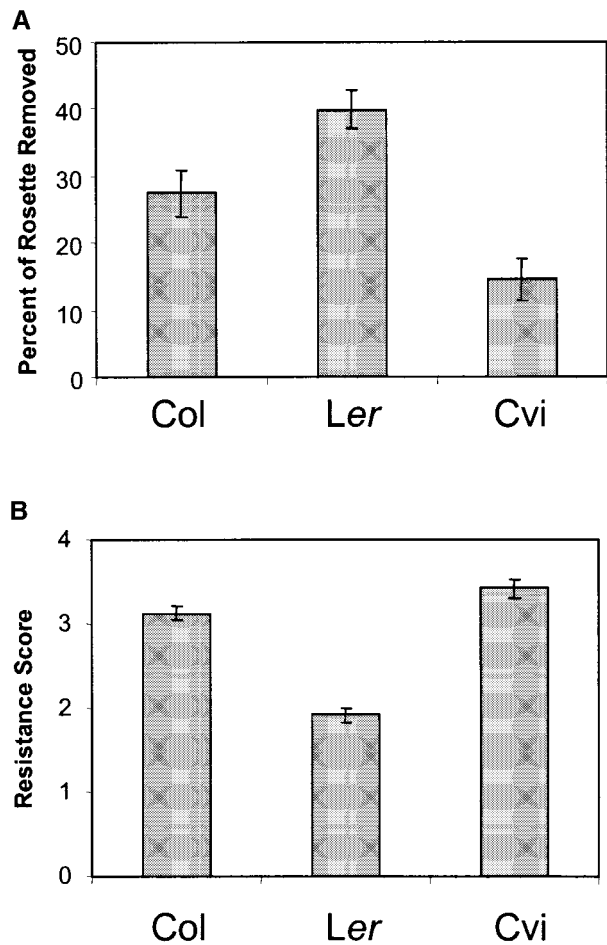 A
Percent of Rosette Removed
50
40
30
20
10
0
Col
Ler
Cvi
B
Resistance Score
4
3
2
1
0
Col
Ler
Cvi